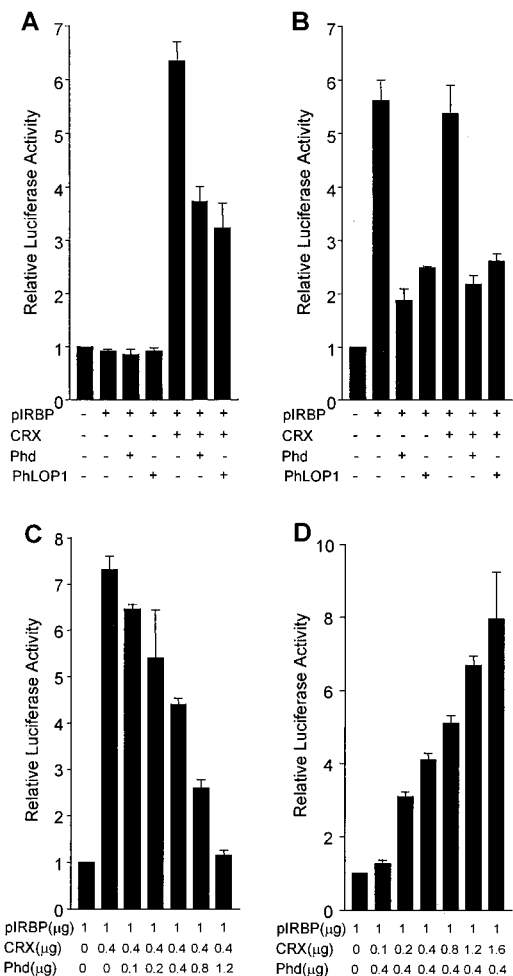 A
7
6
5
4
3
2
1
0
Relative Luciferase Activity
pIRBP - + + + + + +
CRX - - - - + + +
Phd - - + - - + -
PhLOP1 - - - + - - +
B
7
6
5
4
3
2
1
0
Relative Luciferase Activity
pIRBP - + + + + + +
CRX - - - - + + +
Phd - - + - - + -
PhLOP1 - - - + - - +
C
8
7
6
5
4
3
2
1
0
Relative Luciferase Activity
pIRBP(μg) 1 1 1 1 1 1 1
CRX(μg) 0 0.4 0.4 0.4 0.4 0.4 0.4
Phd(μg) 0 0 0.1 0.2 0.4 0.8 1.2
D
10
8
6
4
2
0
Relative Luciferase Activity
pIRBP(μg) 1 1 1 1 1 1 1
CRX(μg) 0 0.1 0.2 0.4 0.8 1.2 1.6
Phd(μg) 0 0.4 0.4 0.4 0.4 0.4 0.4